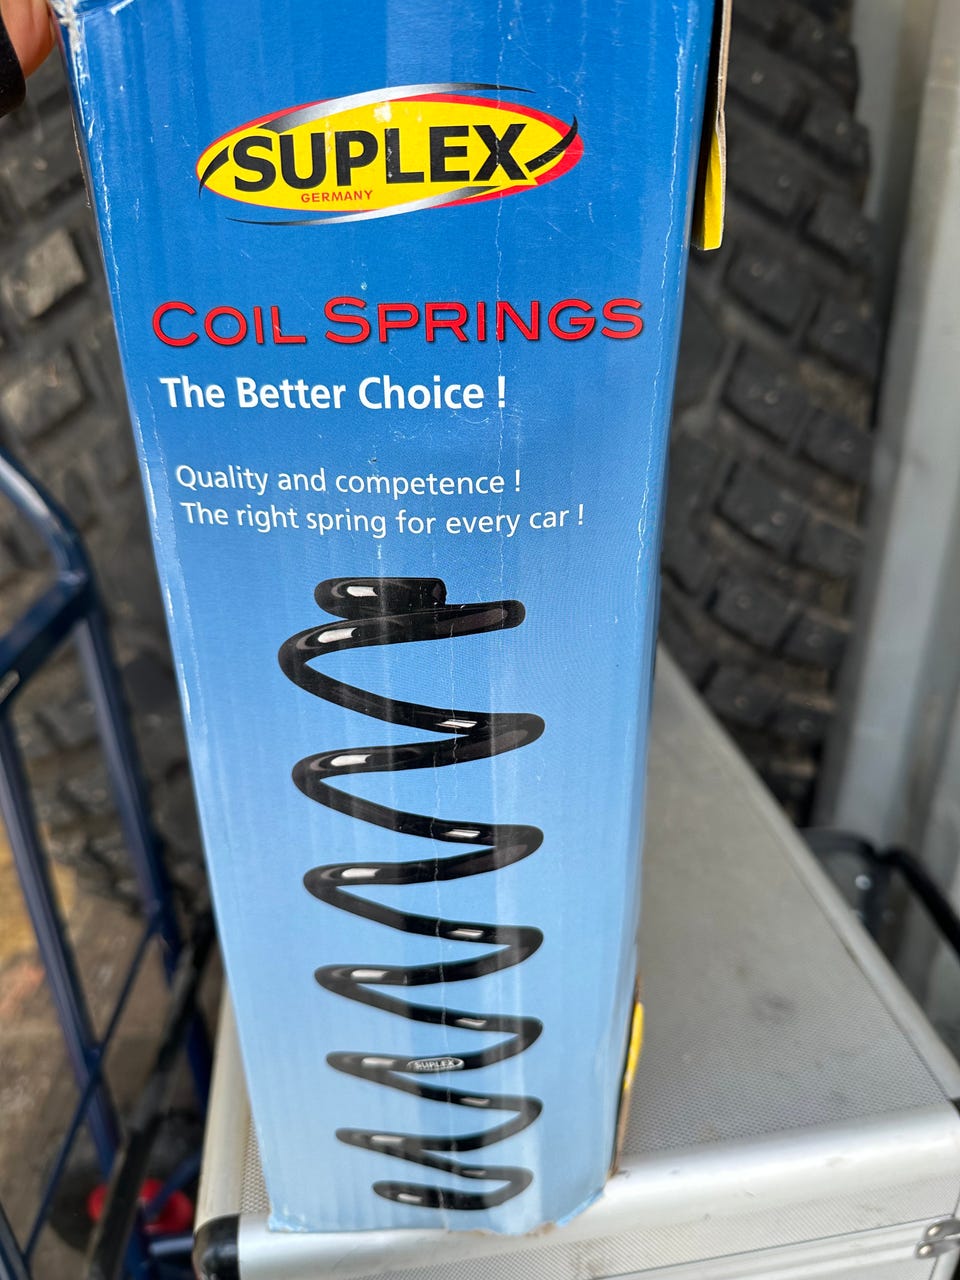 SUPLEX
GERMANY
COIL SPRINGS
The Better Choice !
Quality and competence !
The right spring for every car !
SUPLEX